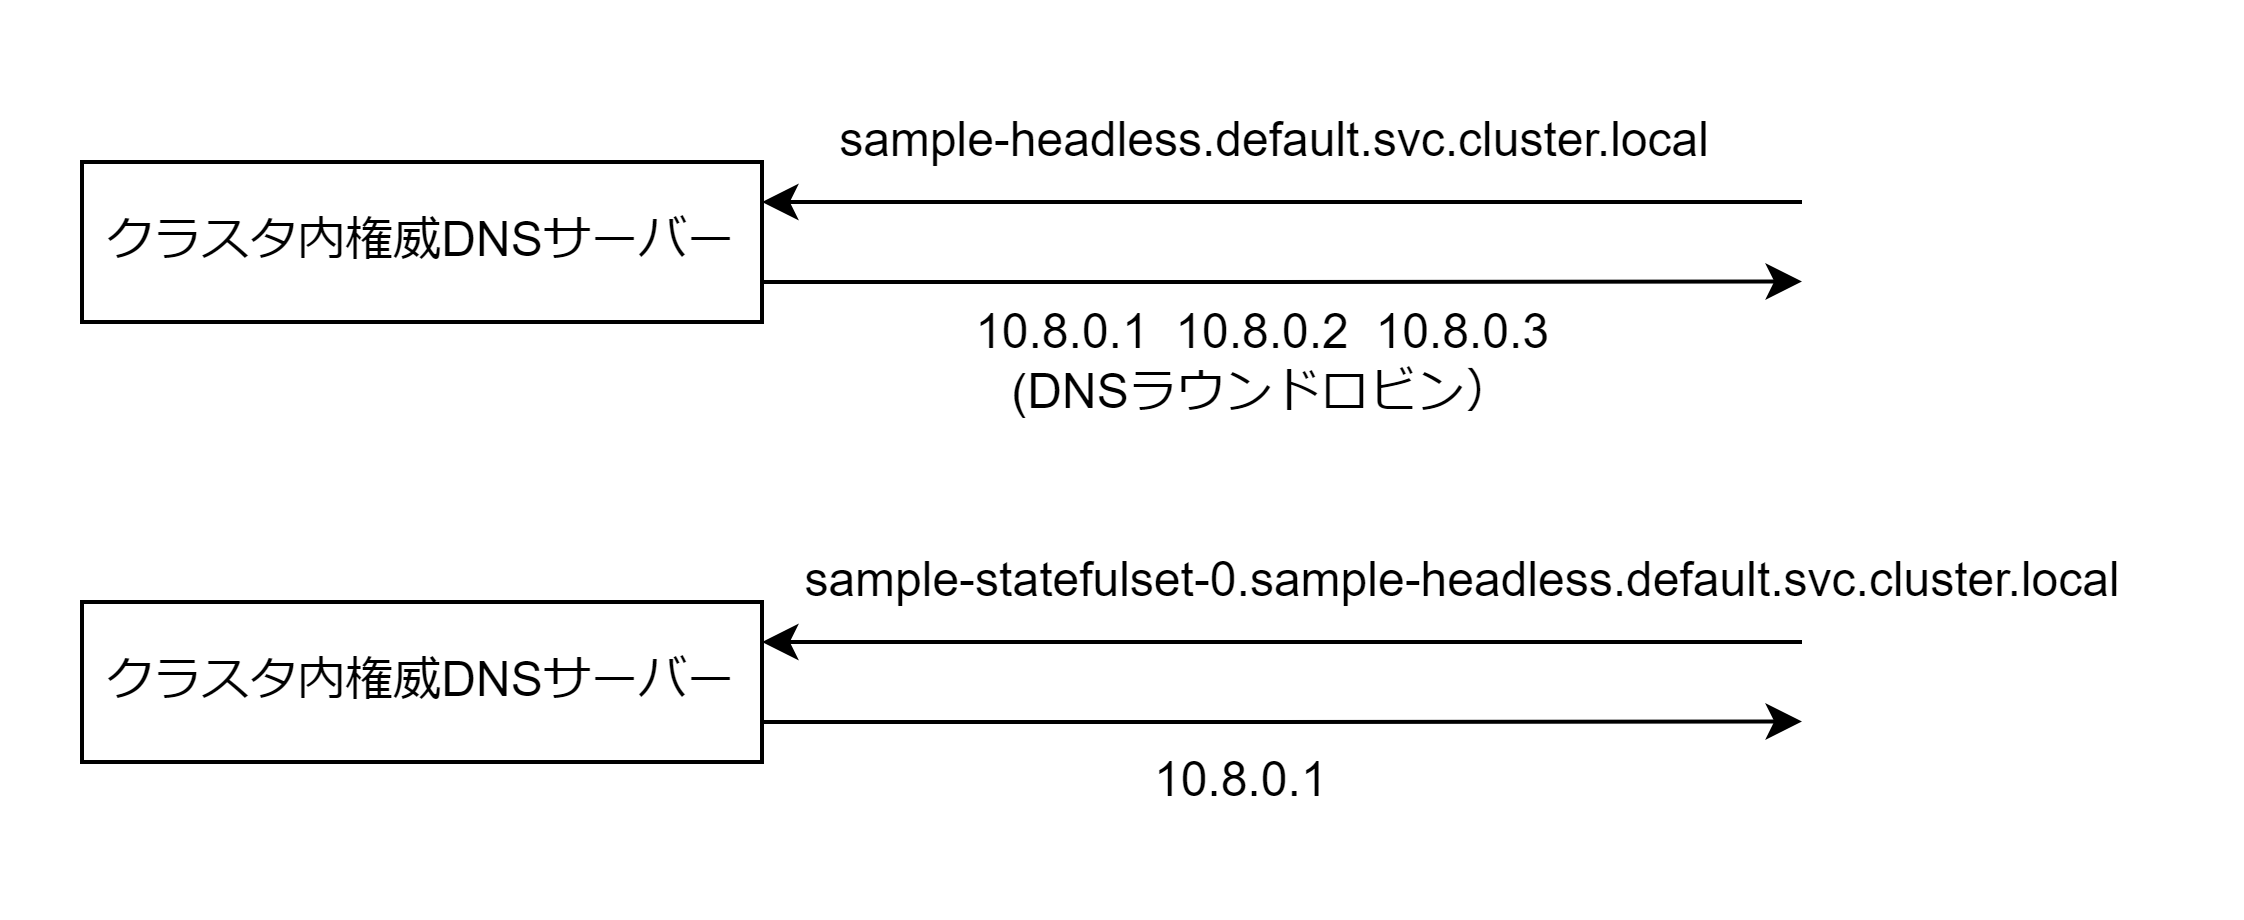 sample-headless.default.svc.cluster.local
クラスタ内権威DNSサーバー
10.8.0.1 10.8.0.2 10.8.0.3
(DNSラウンドロビン）
sample-statefulset-0.sample-headless.default.svc.cluster.local
クラスタ内権威DNSサーバー
10.8.0.1